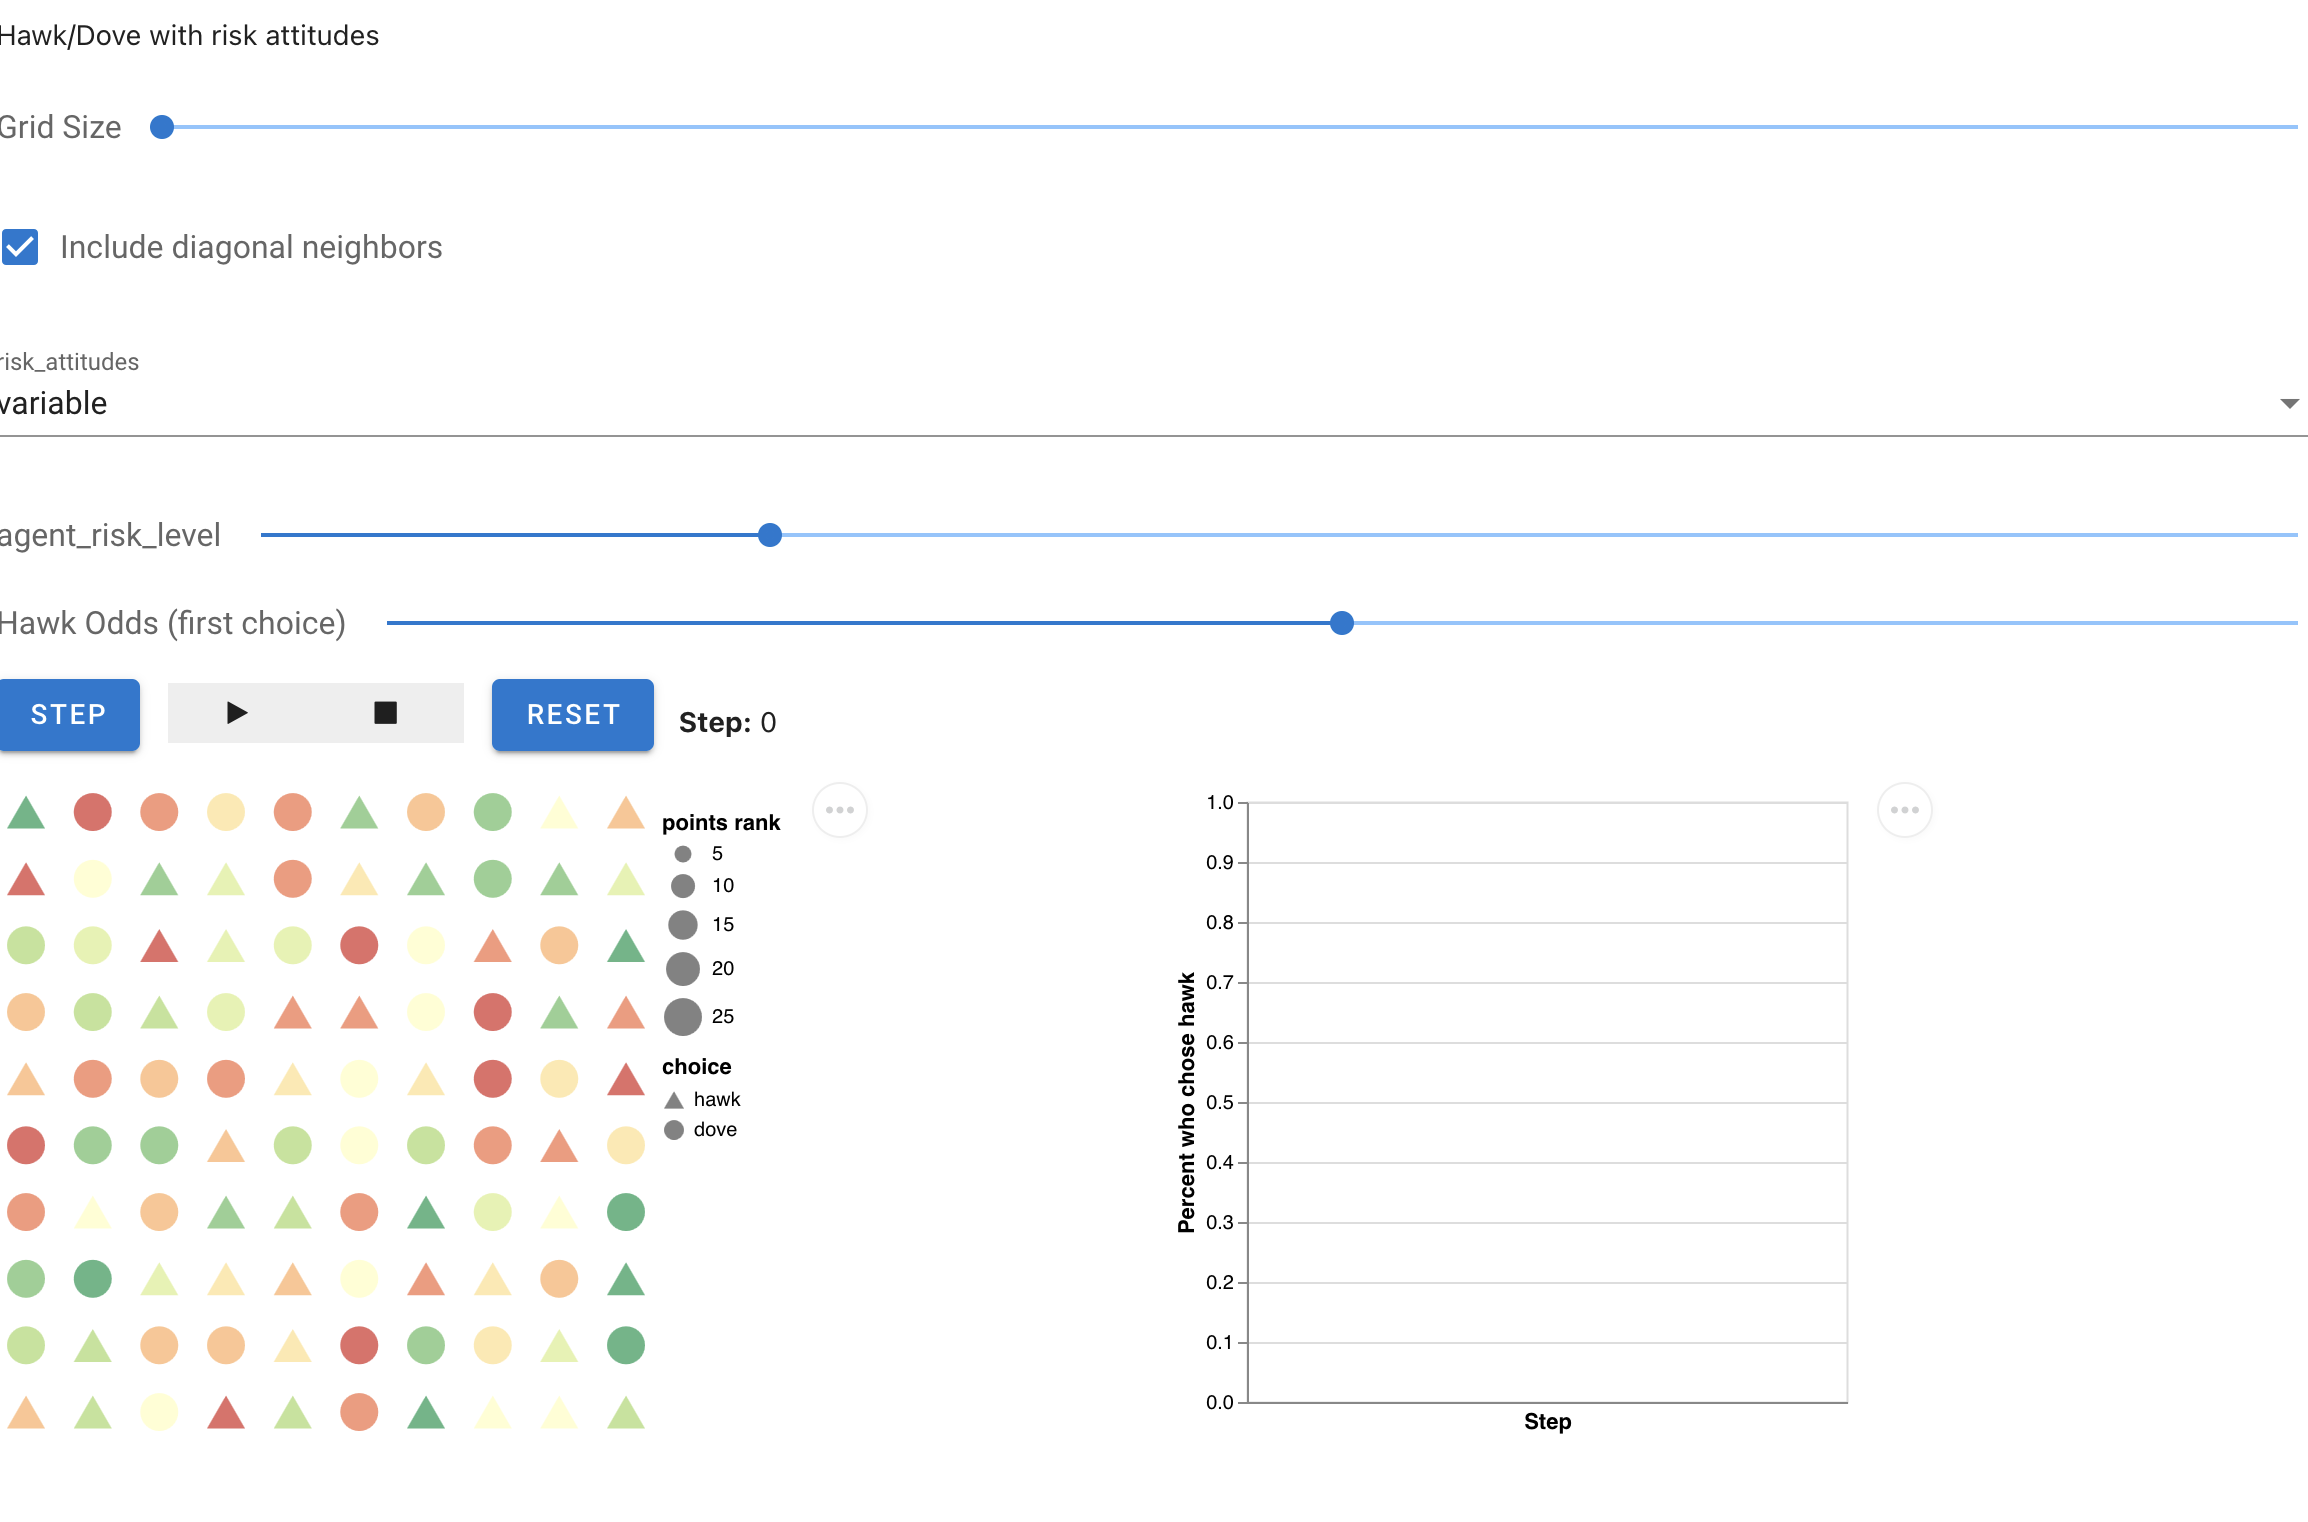 Hawk/Dove with risk attitudes
Grid Size
Include diagonal neighbors
risk_attitudes
variable
agent_risk_level
Hawk Odds (first choice)
STEP
RESET
Step: 0
points rank
5
10
15
20
25
choice
hawk
dove
1.0
0.9
0.8
0.7
0.6
0.5
0.4
0.3
0.2
0.1
0.0
Percent who chose hawk
Step